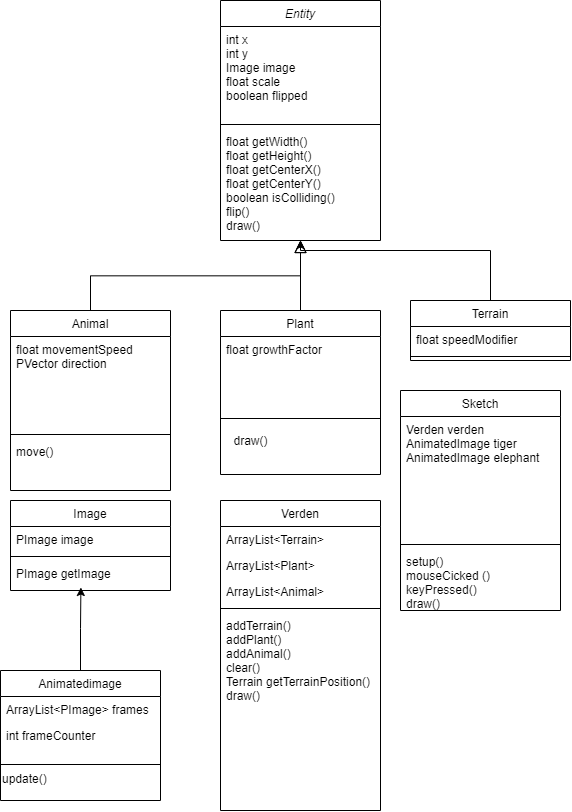 Entity
int x
int y
Image image
float scale
boolean flipped
float getWidth()
float getHeight()
float getCenterX()
float getCenterY()
boolean isColliding()
flip()
draw()
Animal
float movementSpeed
PVector direction
move()
Plant
float growthFactor
draw()
Terrain
float speedModifier
Sketch
Verden verden
AnimatedImage tiger
AnimatedImage elephant
setup()
mouseCicked ()
keyPressed()
draw()
Image
PImage image
PImage getImage
Verden
ArrayList<Terrain>
ArrayList<Plant>
ArrayList<Animal>
addTerrain()
addPlant()
addAnimal()
clear()
Terrain getTerrainPosition()
draw()
Animatedimage
ArrayList<PImage> frames
int frameCounter
update()